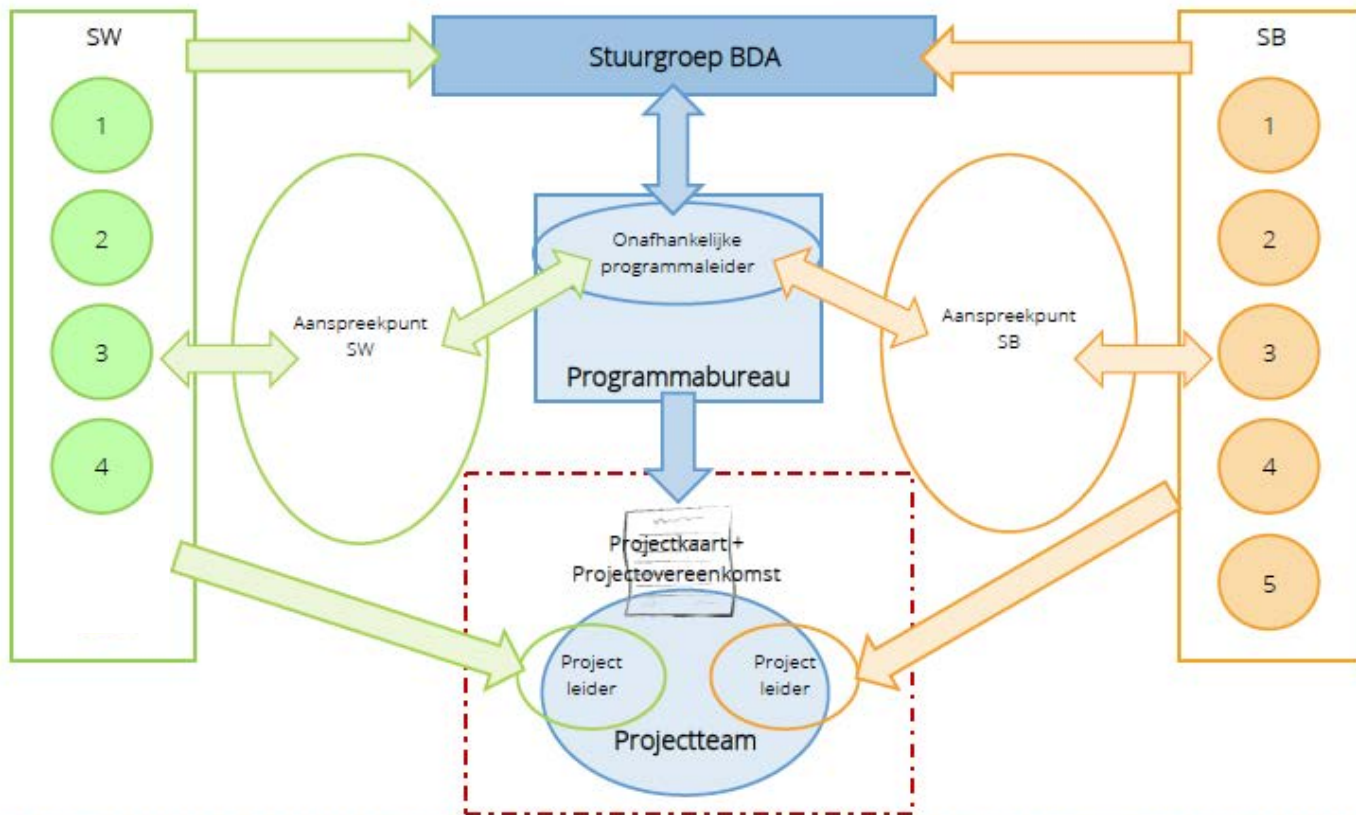 SW
1
2
3
4
Stuurgroep BDA
Onafhankelijke
programmaleider
Programmabureau
Aanspreekpunt
SW
Aanspreekpunt
SB
Projectkaart +
Projectovereenkomst
Project
leider
Project
leider
Projectteam
SB
1
2
3
4
5